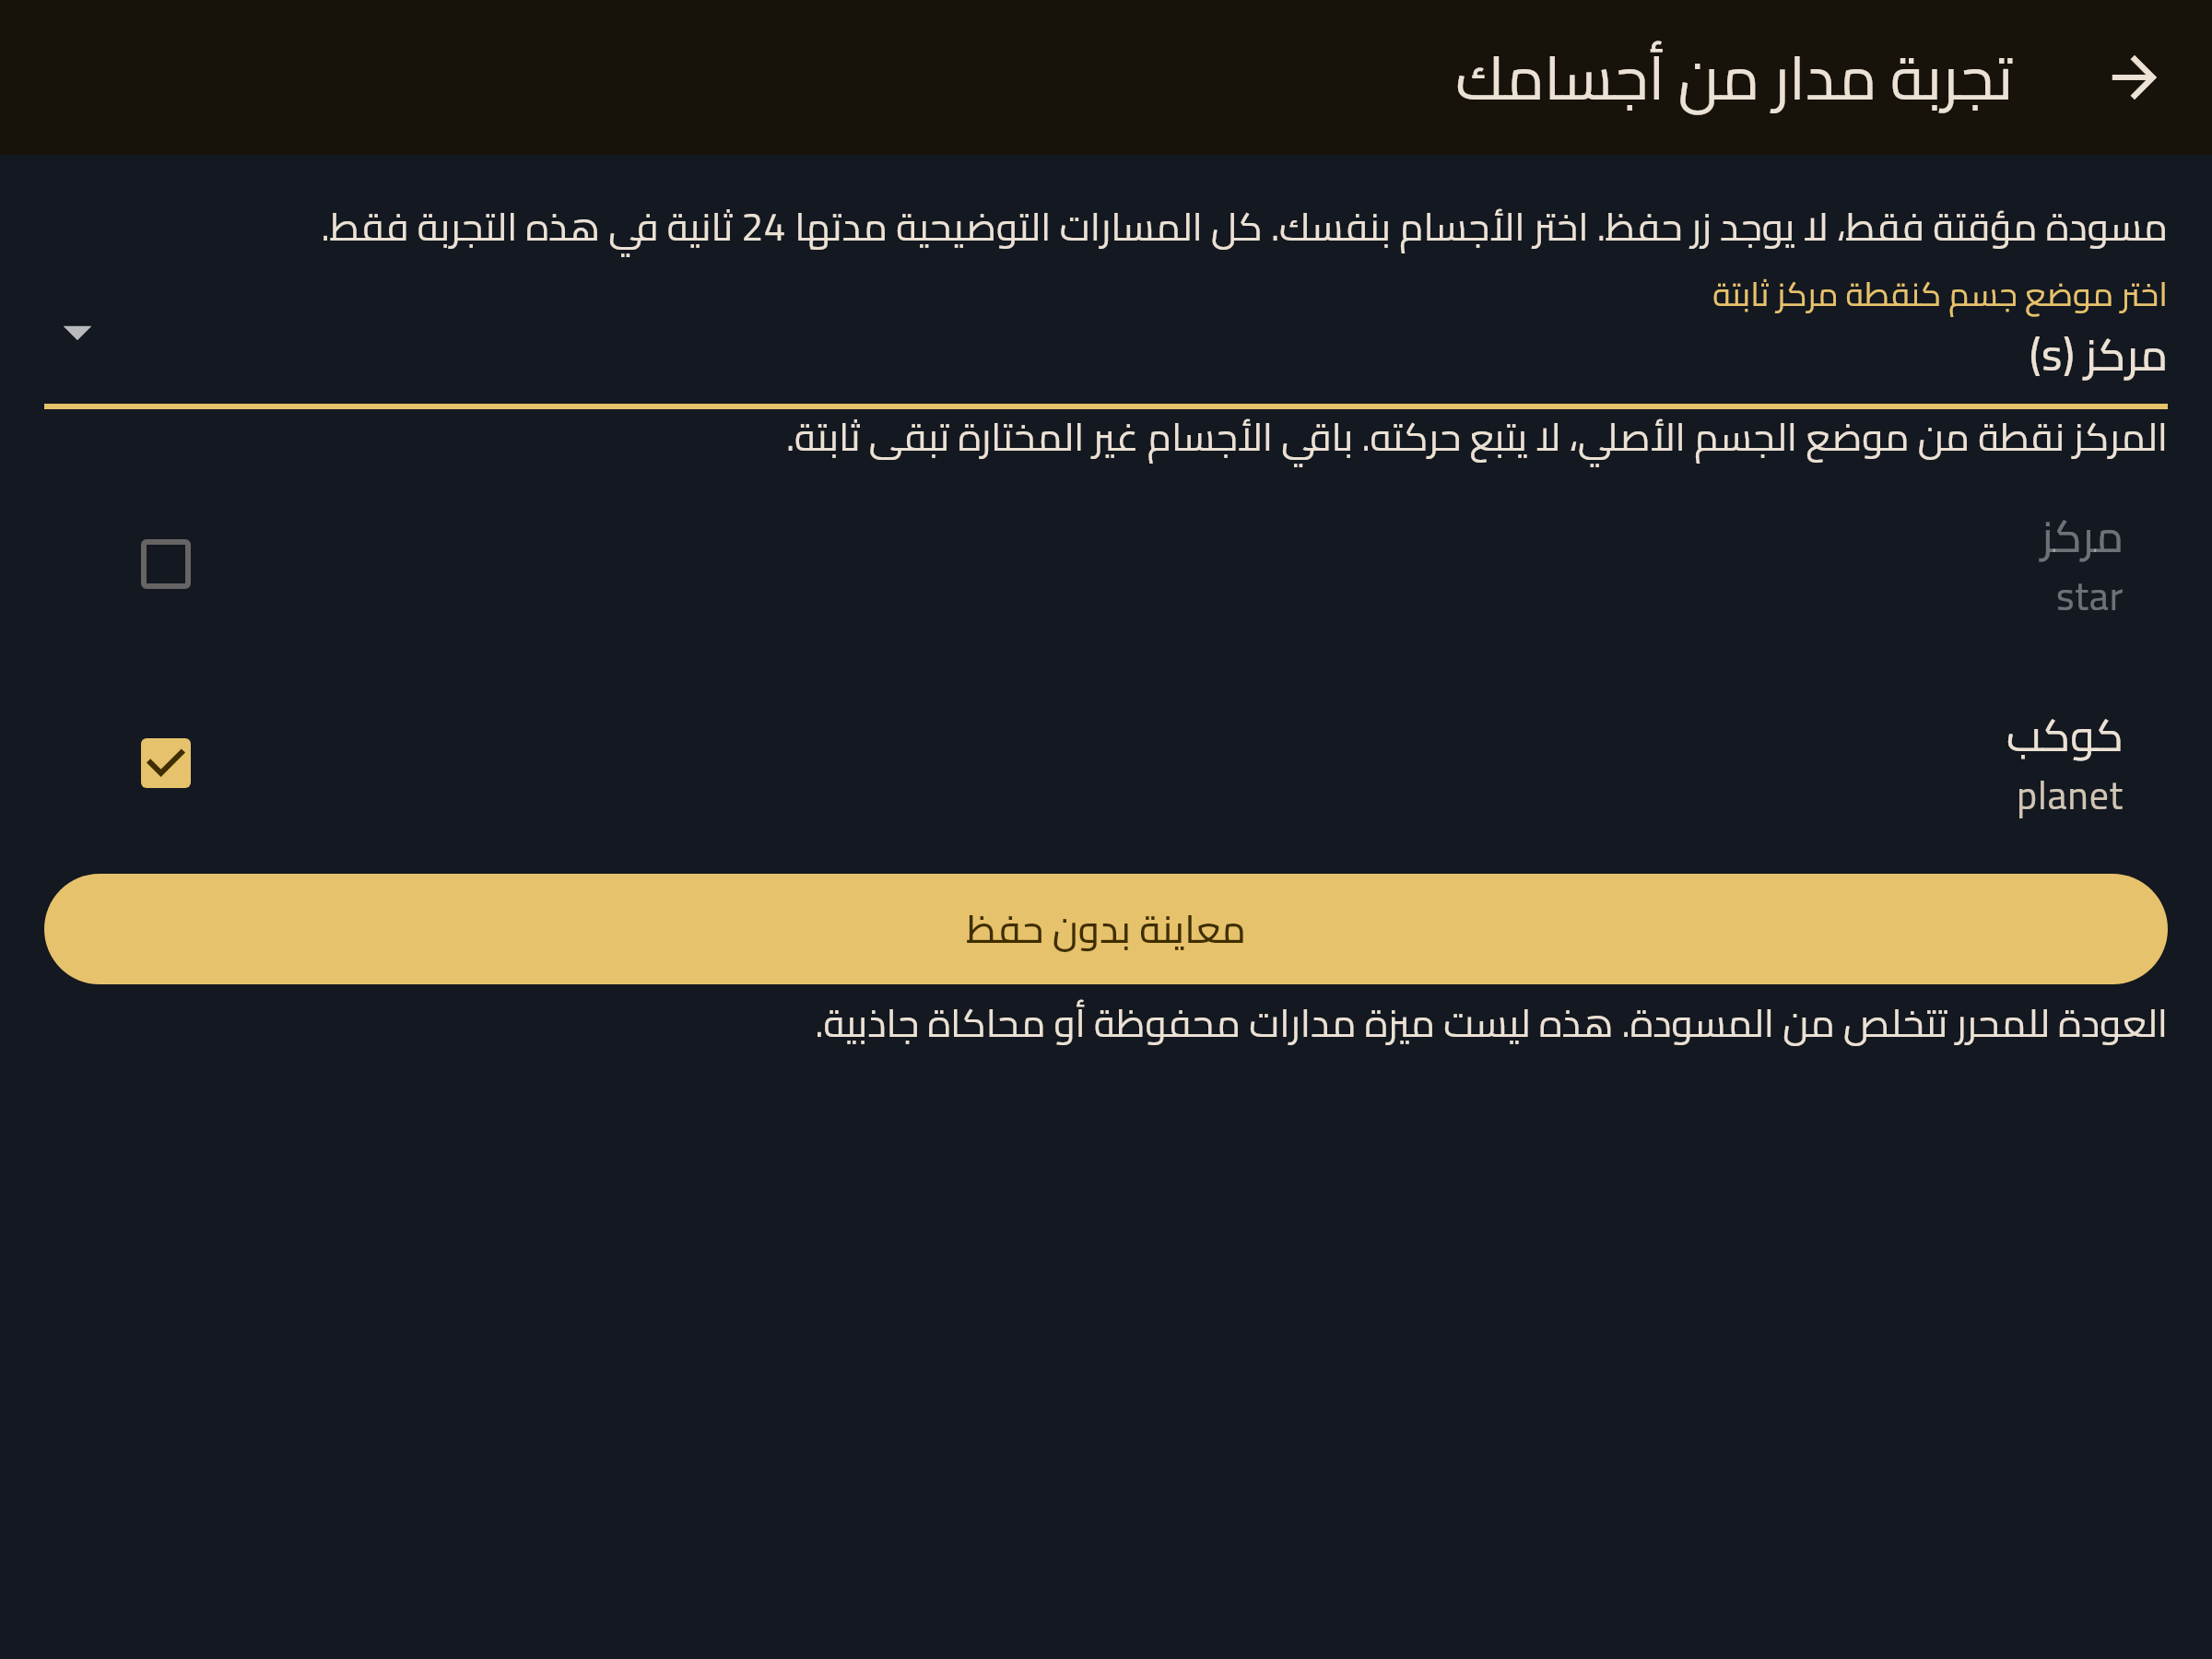 تجربة مدار من أجسامك
مسودة مؤقتة فقط، لا يوجد زر حفظ. اختر الأجسام بنفسك. كل المسارات التوضيحية مدتها 24 ثانية في هذه التجربة فقط.
اختر موضع جسم كنقطة مركز ثابتة
مركز (s)
المركز نقطة من موضع الجسم الأصلي، لا يتبع حركته. باقي الأجسام غير المختارة تبقى ثابتة.
مركز
star
كوكب
planet
معاينة بدون حفظ
العودة للمحرر تتخلص من المسودة. هذه ليست ميزة مدارات محفوظة أو محاكاة جاذبية.